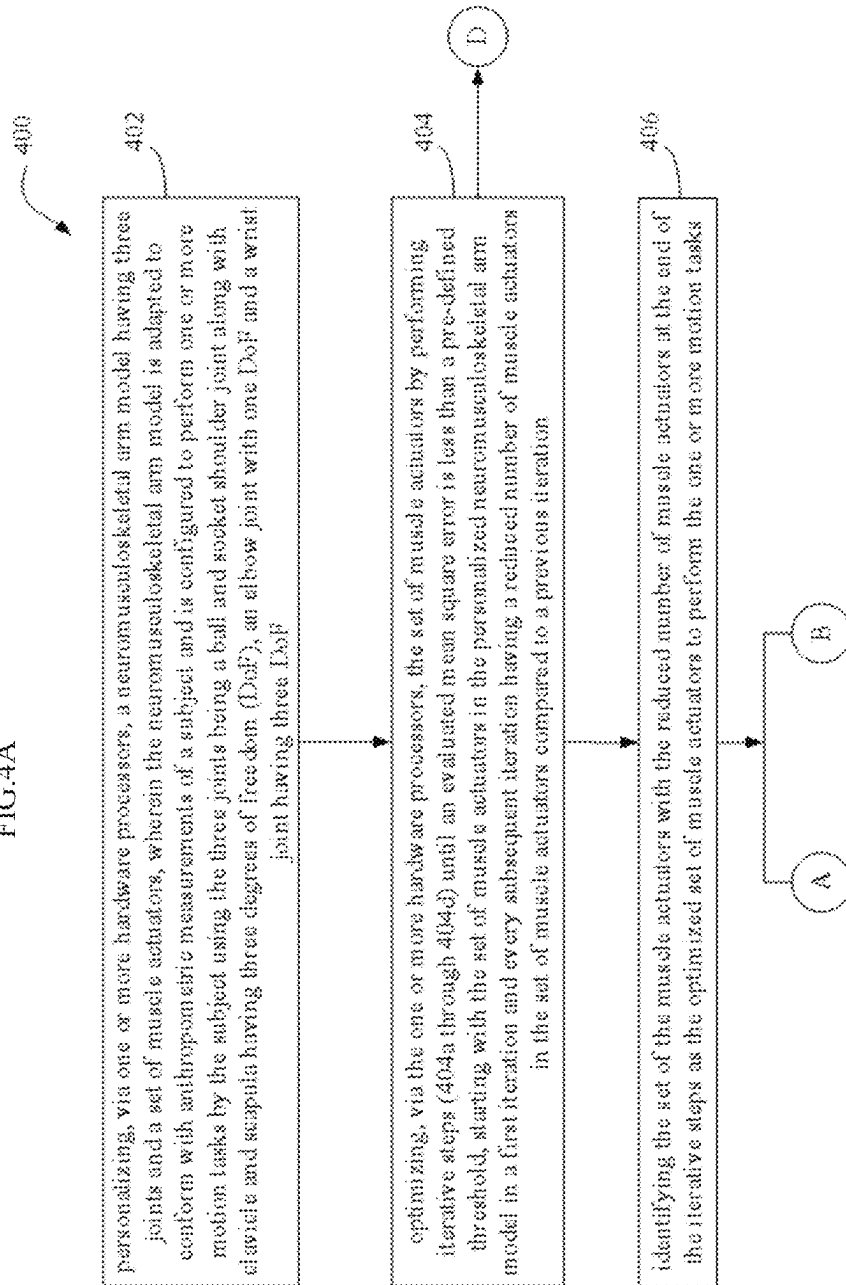 FIG.4A
400
402
personalizing, via one or more hardware processors, a neuromusculoskeletal arm model having three
joints and a set of muscle actuators, wherein the neuromusculoskeletal arm model is adapted to
conform with anthropometric measurements of a subject and is configured to perform one or more
motion tasks by the subject using the three joints being a ball and socket shoulder joint along with
clavicle and scapula having three degrees of freedom (DoF), an elbow joint with one DoF and a wrist
joint having three DoF
404
optimizing, via the one or more hardware processors, the set of muscle actuators by performing
iterative steps (404a through 404d) until an evaluated mean square error is less than a pre-defined
threshold, starting with the set of muscle actuators in the personalized neuromusculoskeletal arm
model in a first iteration and every subsequent iteration having a reduced number of muscle actuators
in the set of muscle actuators compared to a previous iteration
D
406
identifying the set of the muscle actuators with the reduced number of muscle actuators at the end of
the iterative steps as the optimized set of muscle actuators to perform the one or more motion tasks
A
B